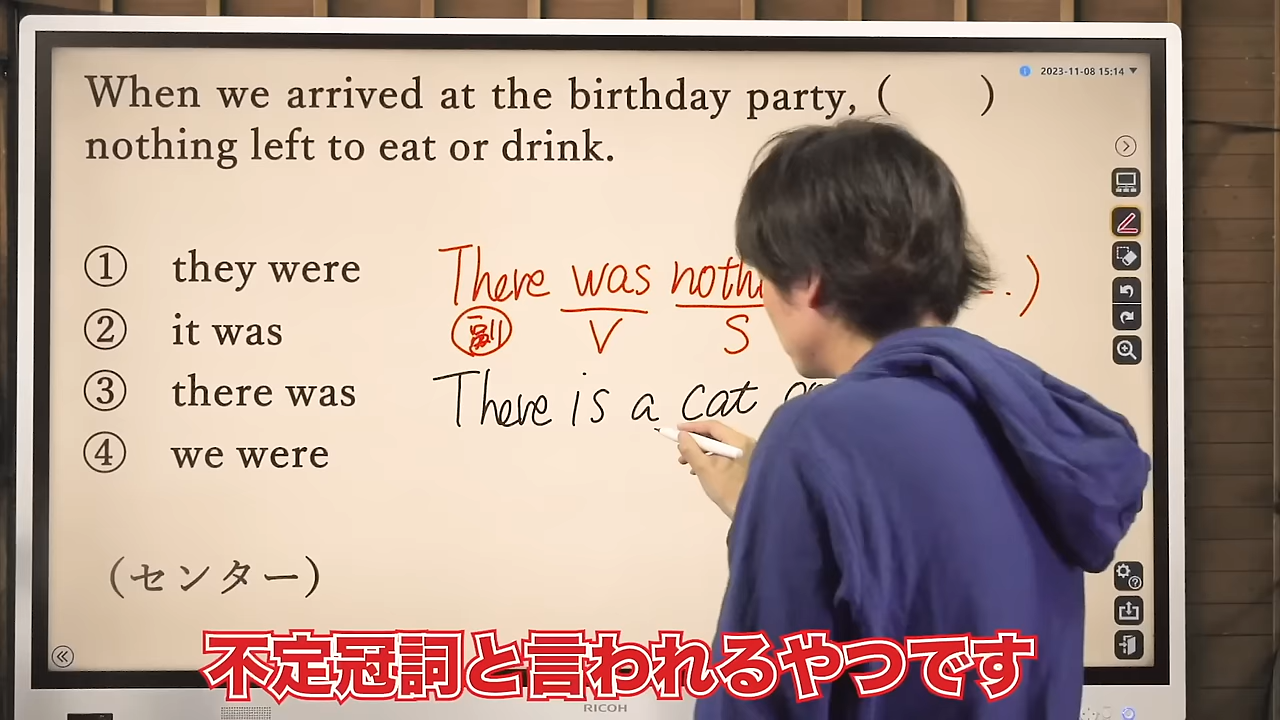 2023-11-08 15:14
When we arrived at the birthday party, (      )
nothing left to eat or drink.
① they were
② it was
③ there was
④ we were
There was noth
...)
副 V S
There is a cat
(センター)
不定冠詞と言われるやつです
RICOH